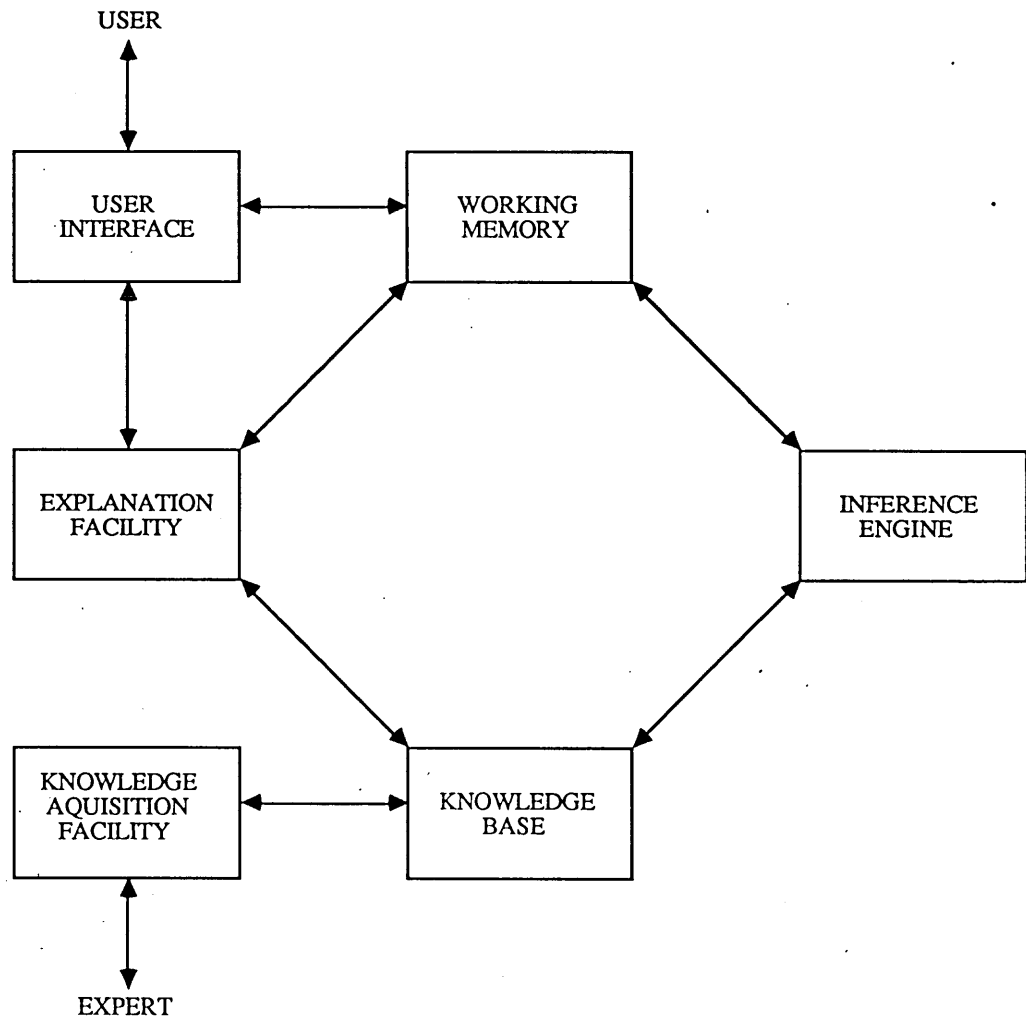 USER
USER
INTERFACE
WORKING
MEMORY
EXPLANATION
FACILITY
INFERENCE
ENGINE
KNOWLEDGE
AQUISITION
FACILITY
KNOWLEDGE
BASE
EXPERT